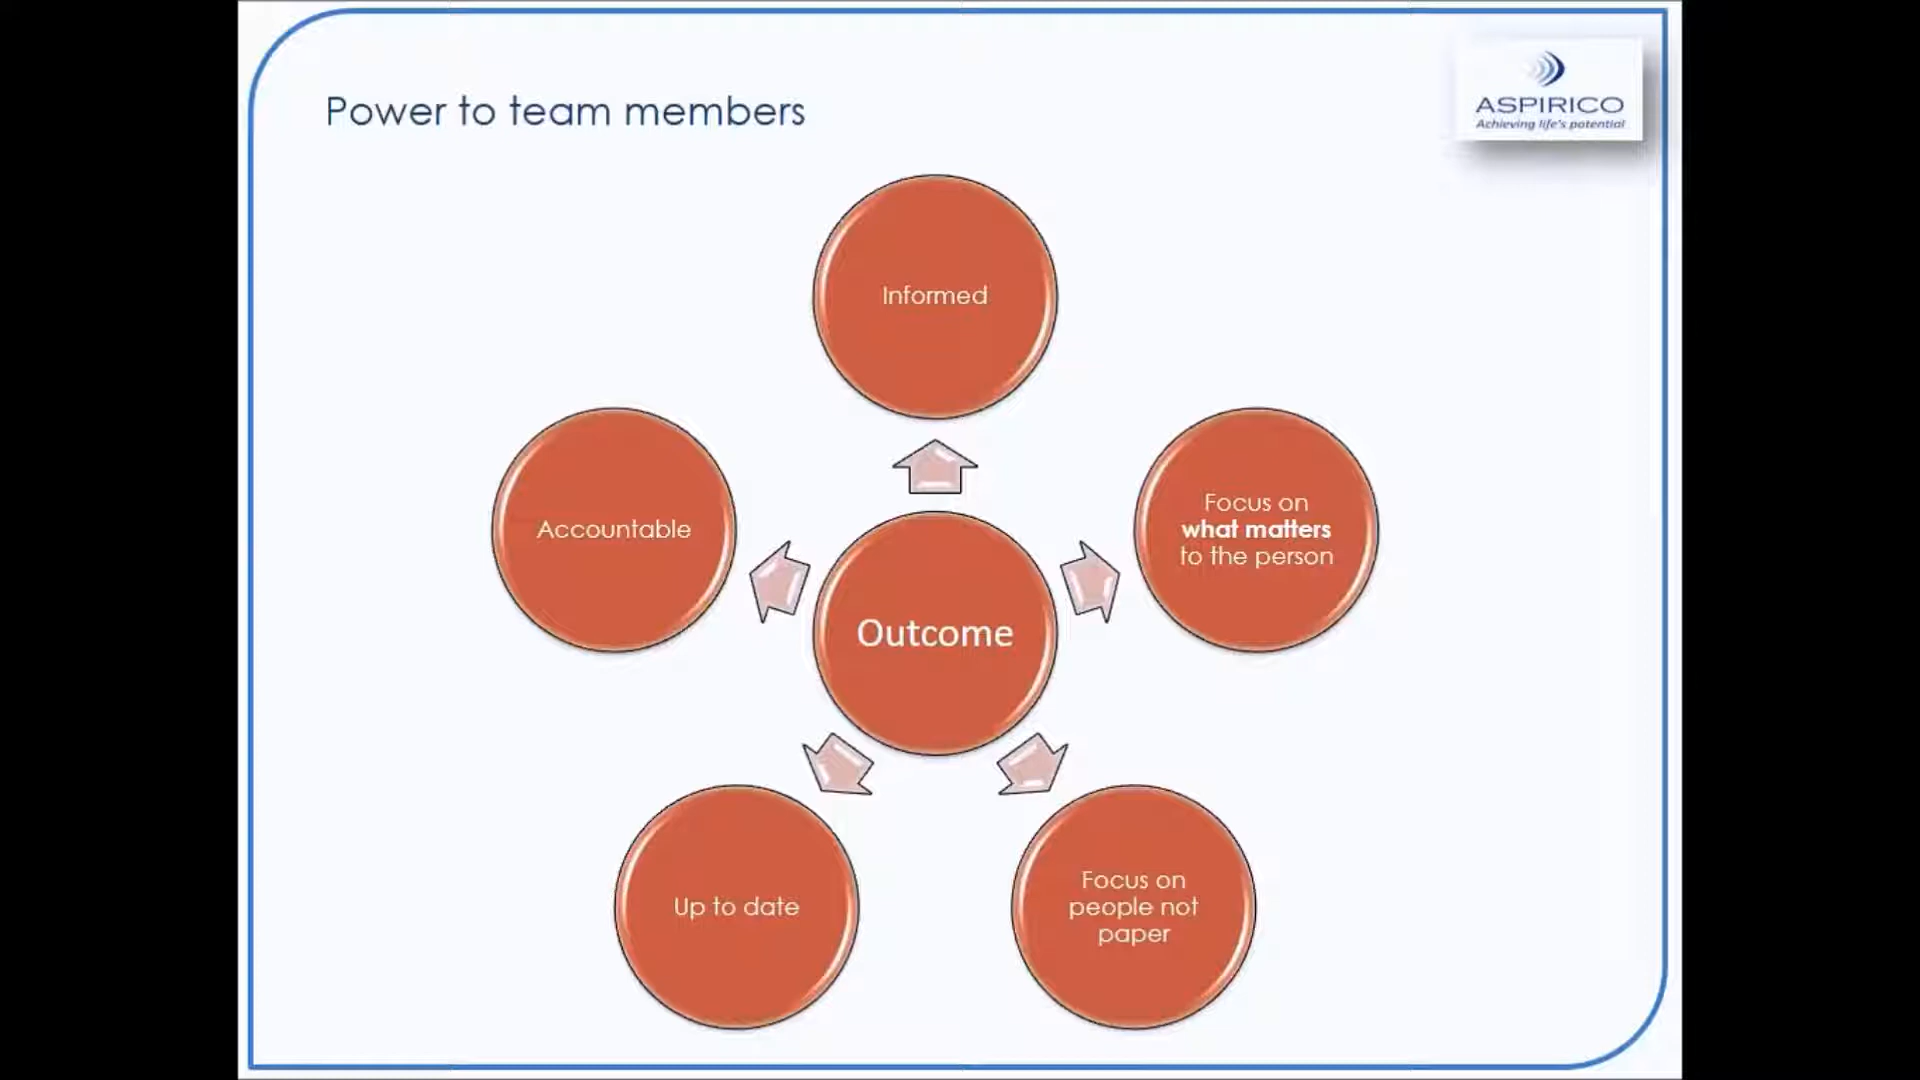 Power to team members
ASPIRICO
Achieving life's potential
Informed
Accountable
Focus on
what matters
to the person
Outcome
Up to date
Focus on
people not
paper